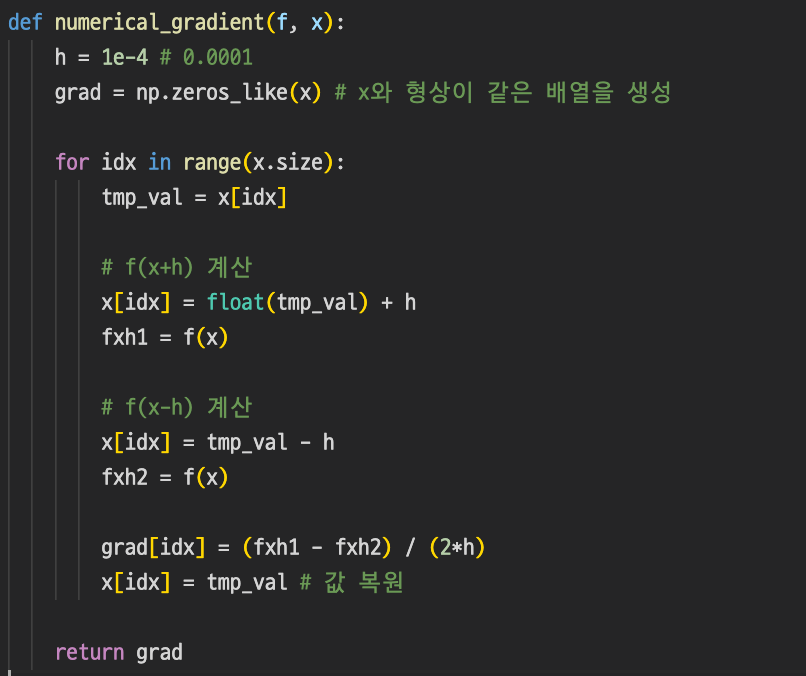 def numerical_gradient(f, x):
h = 1e-4 # 0.0001
grad = np.zeros_like(x) # x와 형상이 같은 배열을 생성
for idx in range(x.size):
tmp_val = x[idx]
# f(x+h) 계산
x[idx] = float(tmp_val) + h
fxh1 = f(x)
# f(x-h) 계산
x[idx] = tmp_val - h
fxh2 = f(x)
grad[idx] = (fxh1 - fxh2) / (2*h)
x[idx] = tmp_val # 값 복원
return grad